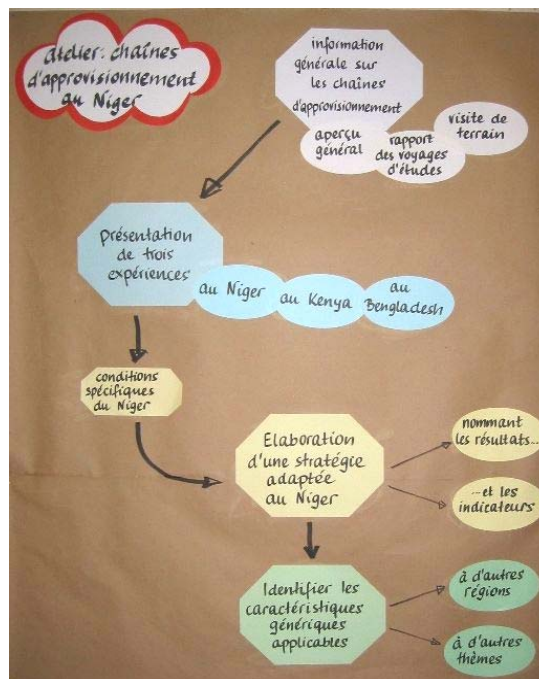 atelier: chaînes
d'approvisionnement
au Niger
information
générale sur
les chaînes
d'approvisionnement
aperçu
général
rapport
des voyages
d'études
visite de
terrain
présentation
de trois
expériences
au Niger
au Kenya
au
Bengladesh
conditions
spécifiques
du Niger
Elaboration
d'une stratégie
adaptée
au Niger
nommant
les résultats...
...et les
indicateurs
Identifier les
caractéristiques
génériques
applicables
à d'autres
régions
à d'autres
thèmes